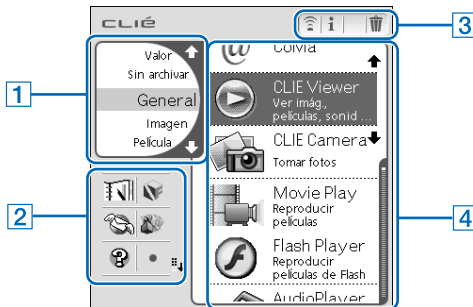 CLIÉ
3
1
Valor
Sin archivar
General
Imagen
Película
2
Colvia
CLIE Viewer
Ver imág.,
películas, sonid ...
CLIE Camera
Tomar fotos
Movie Play
Reproducir
películas
Flash Player
Reproducir
películas de Flash
AudioPlayer
4